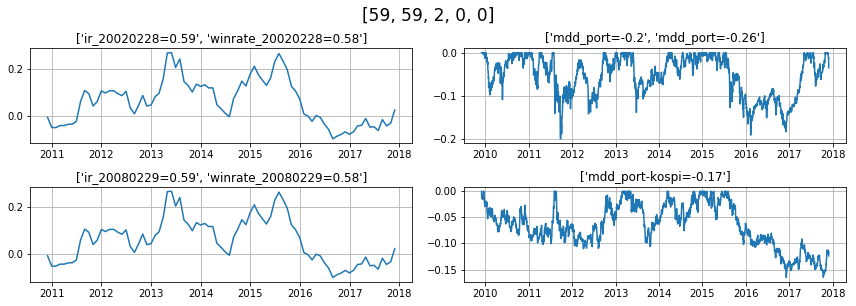 [59, 59, 2, 0, 0]
['ir_20020228=0.59', 'winrate_20020228=0.58']
0.2
0.0
2011 2012 2013 2014 2015 2016 2017 2018
['mdd_port=-0.2', 'mdd_port=-0.26']
0.0
−0.1
−0.2
2010 2011 2012 2013 2014 2015 2016 2017 2018
['ir_20080229=0.59', 'winrate_20080229=0.58']
0.2
0.0
2011 2012 2013 2014 2015 2016 2017 2018
['mdd_port-kospi=-0.17']
0.00
−0.05
−0.10
−0.15
2010 2011 2012 2013 2014 2015 2016 2017 2018